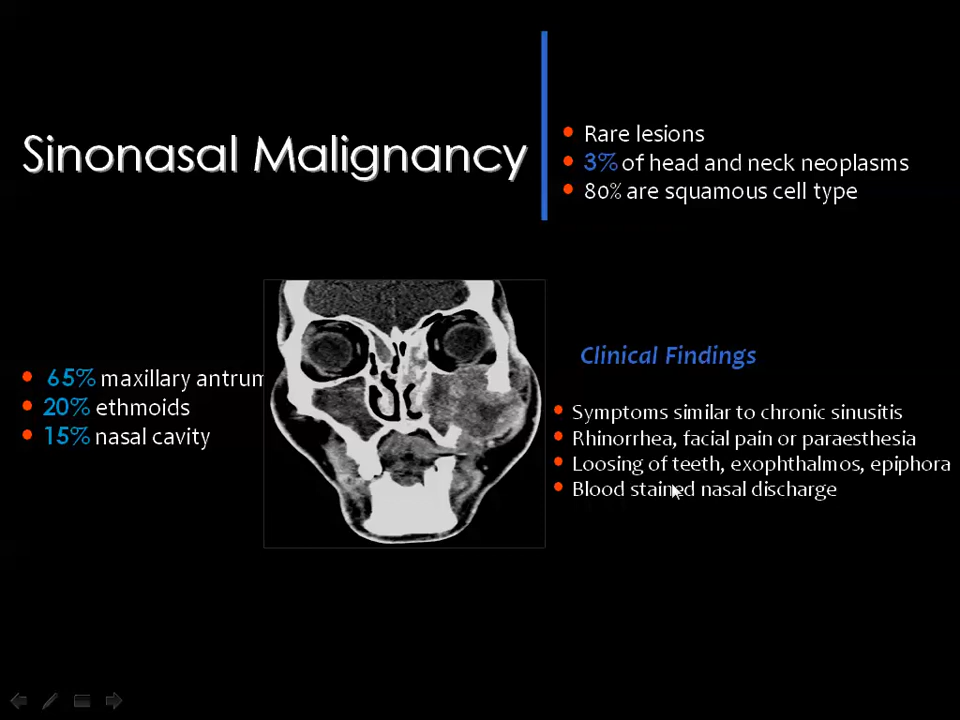 Sinonasal Malignancy
Rare lesions
3% of head and neck neoplasms
80% are squamous cell type
65% maxillary antrum
20% ethmoids
15% nasal cavity
Clinical Findings
Symptoms similar to chronic sinusitis
Rhinorrhea, facial pain or paraesthesia
Loosing of teeth, exophthalmos, epiphora
Blood stained nasal discharge